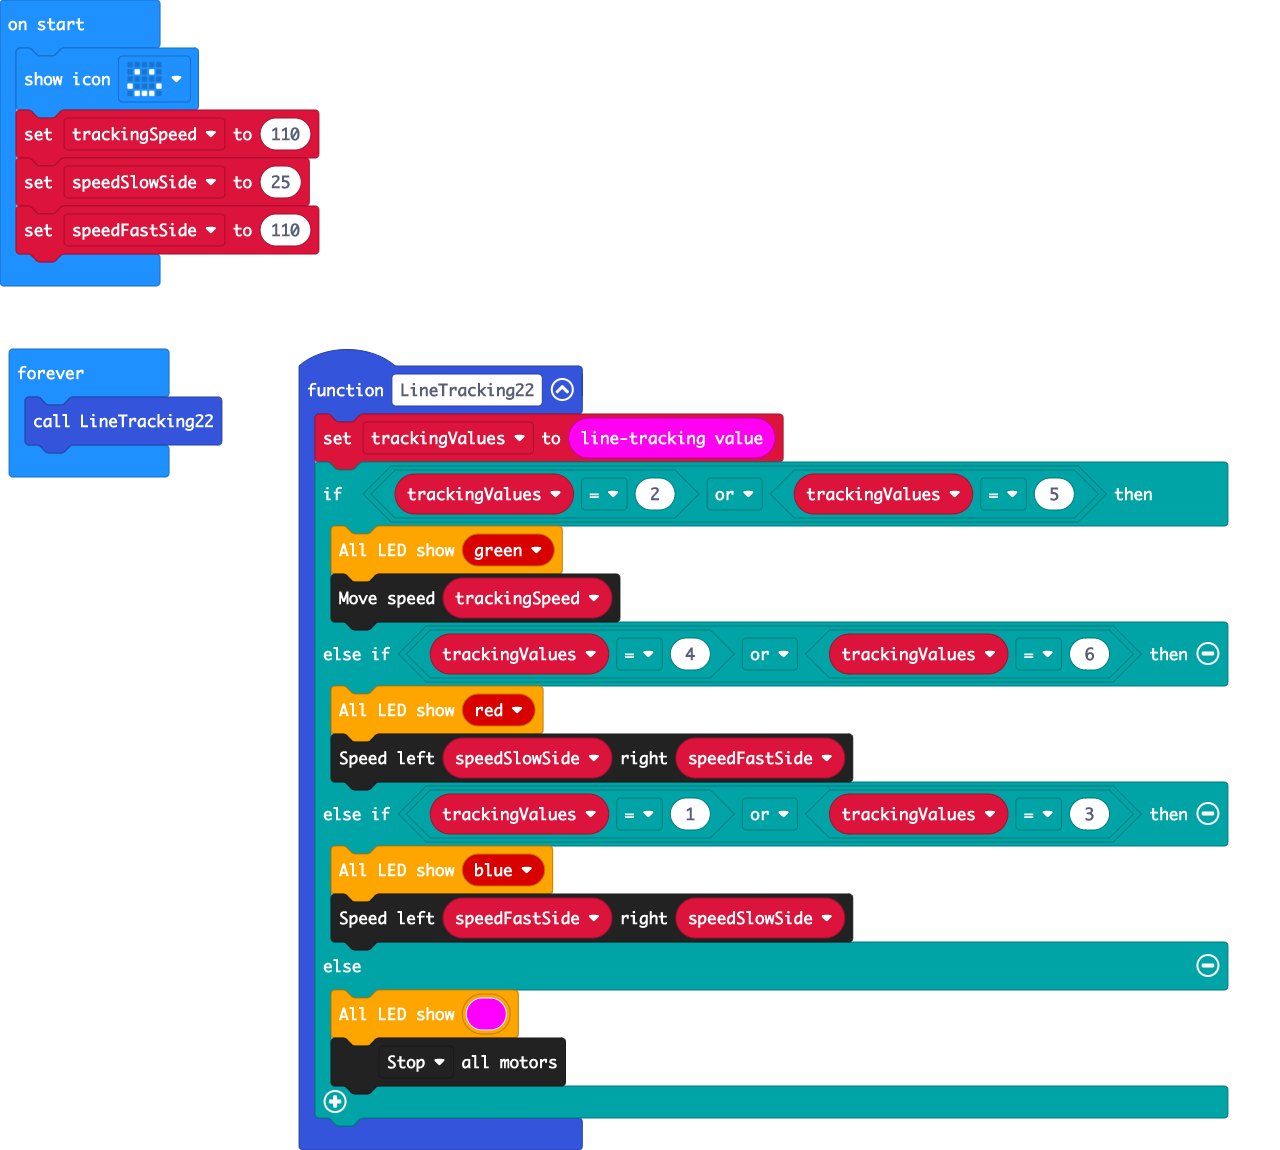 on start
show icon
set trackingSpeed to 110
set speedSlowSide to 25
set speedFastSide to 110
forever
call LineTracking22
function LineTracking22
set trackingValues to line-tracking value
if trackingValues = 2 or trackingValues = 5 then
All LED show green
Move speed trackingSpeed
else if trackingValues = 4 or trackingValues = 6 then
All LED show red
Speed left speedSlowSide right speedFastSide
else if trackingValues = 1 or trackingValues = 3 then
All LED show blue
Speed left speedFastSide right speedSlowSide
else
All LED show
Stop all motors